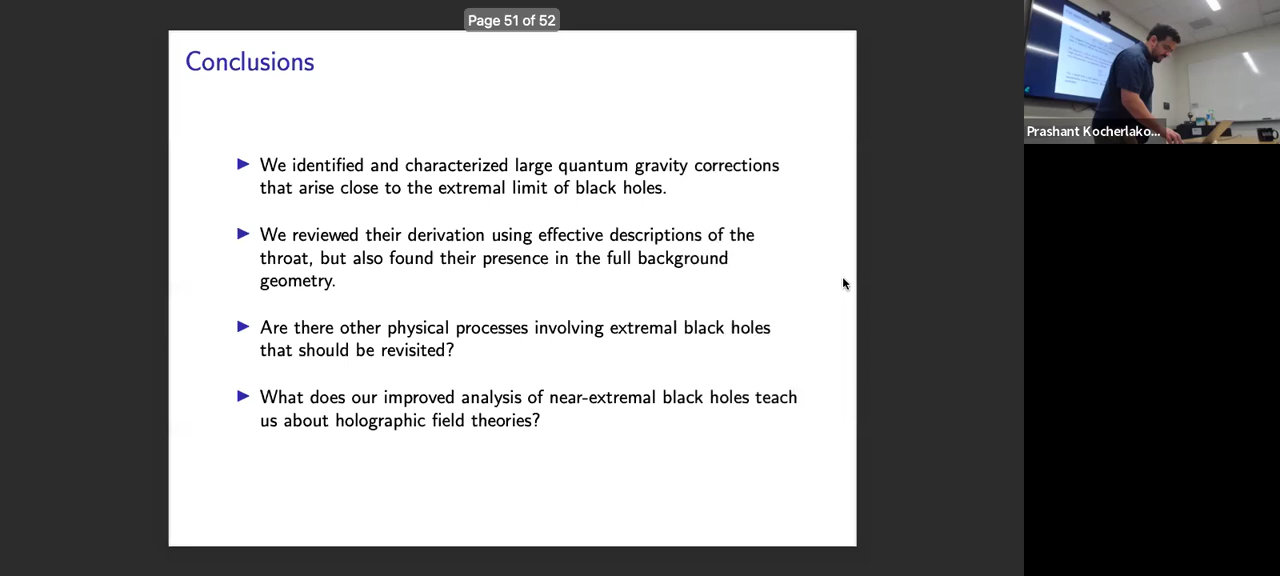 Page 51 of 52
Conclusions
We identified and characterized large quantum gravity corrections
that arise close to the extremal limit of black holes.
We reviewed their derivation using effective descriptions of the
throat, but also found their presence in the full background
geometry.
Are there other physical processes involving extremal black holes
that should be revisited?
What does our improved analysis of near-extremal black holes teach
us about holographic field theories?
Prashant Kocherlako...